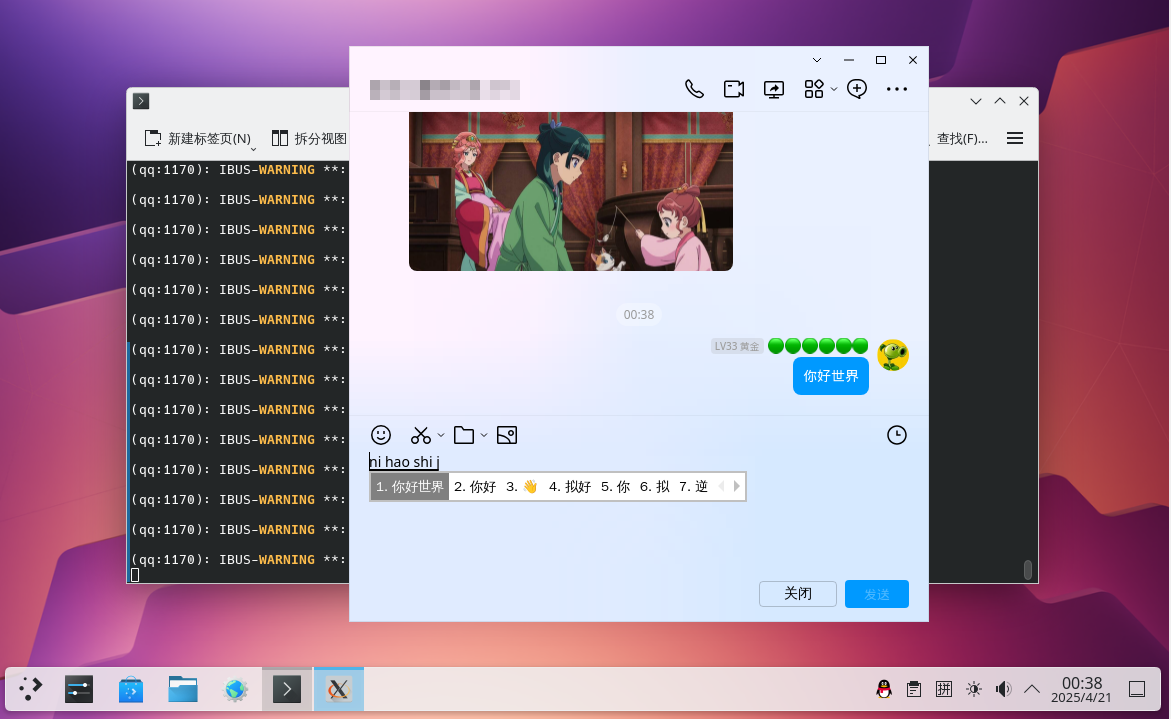 新建标签页(N)
拆分视图
查找(F)...
(qq:1170): IBUS-WARNING **:
(qq:1170): IBUS-WARNING **:
(qq:1170): IBUS-WARNING **:
(qq:1170): IBUS-WARNING **:
(qq:1170): IBUS-WARNING **:
(qq:1170): IBUS-WARNING **:
(qq:1170): IBUS-WARNING **:
(qq:1170): IBUS-WARNING **:
(qq:1170): IBUS-WARNING **:
(qq:1170): IBUS-WARNING **:
(qq:1170): IBUS-WARNING **:
(qq:1170): IBUS-WARNING **:
(qq:1170): IBUS-WARNING **:
(qq:1170): IBUS-WARNING **:
00:38
LV33 黄金
你好世界
ni hao shi j
1. 你好世界 2. 你好 3. 👋 4. 拟好 5. 你 6. 拟 7. 逆
关闭
发送
拼
00:38
2025/4/21